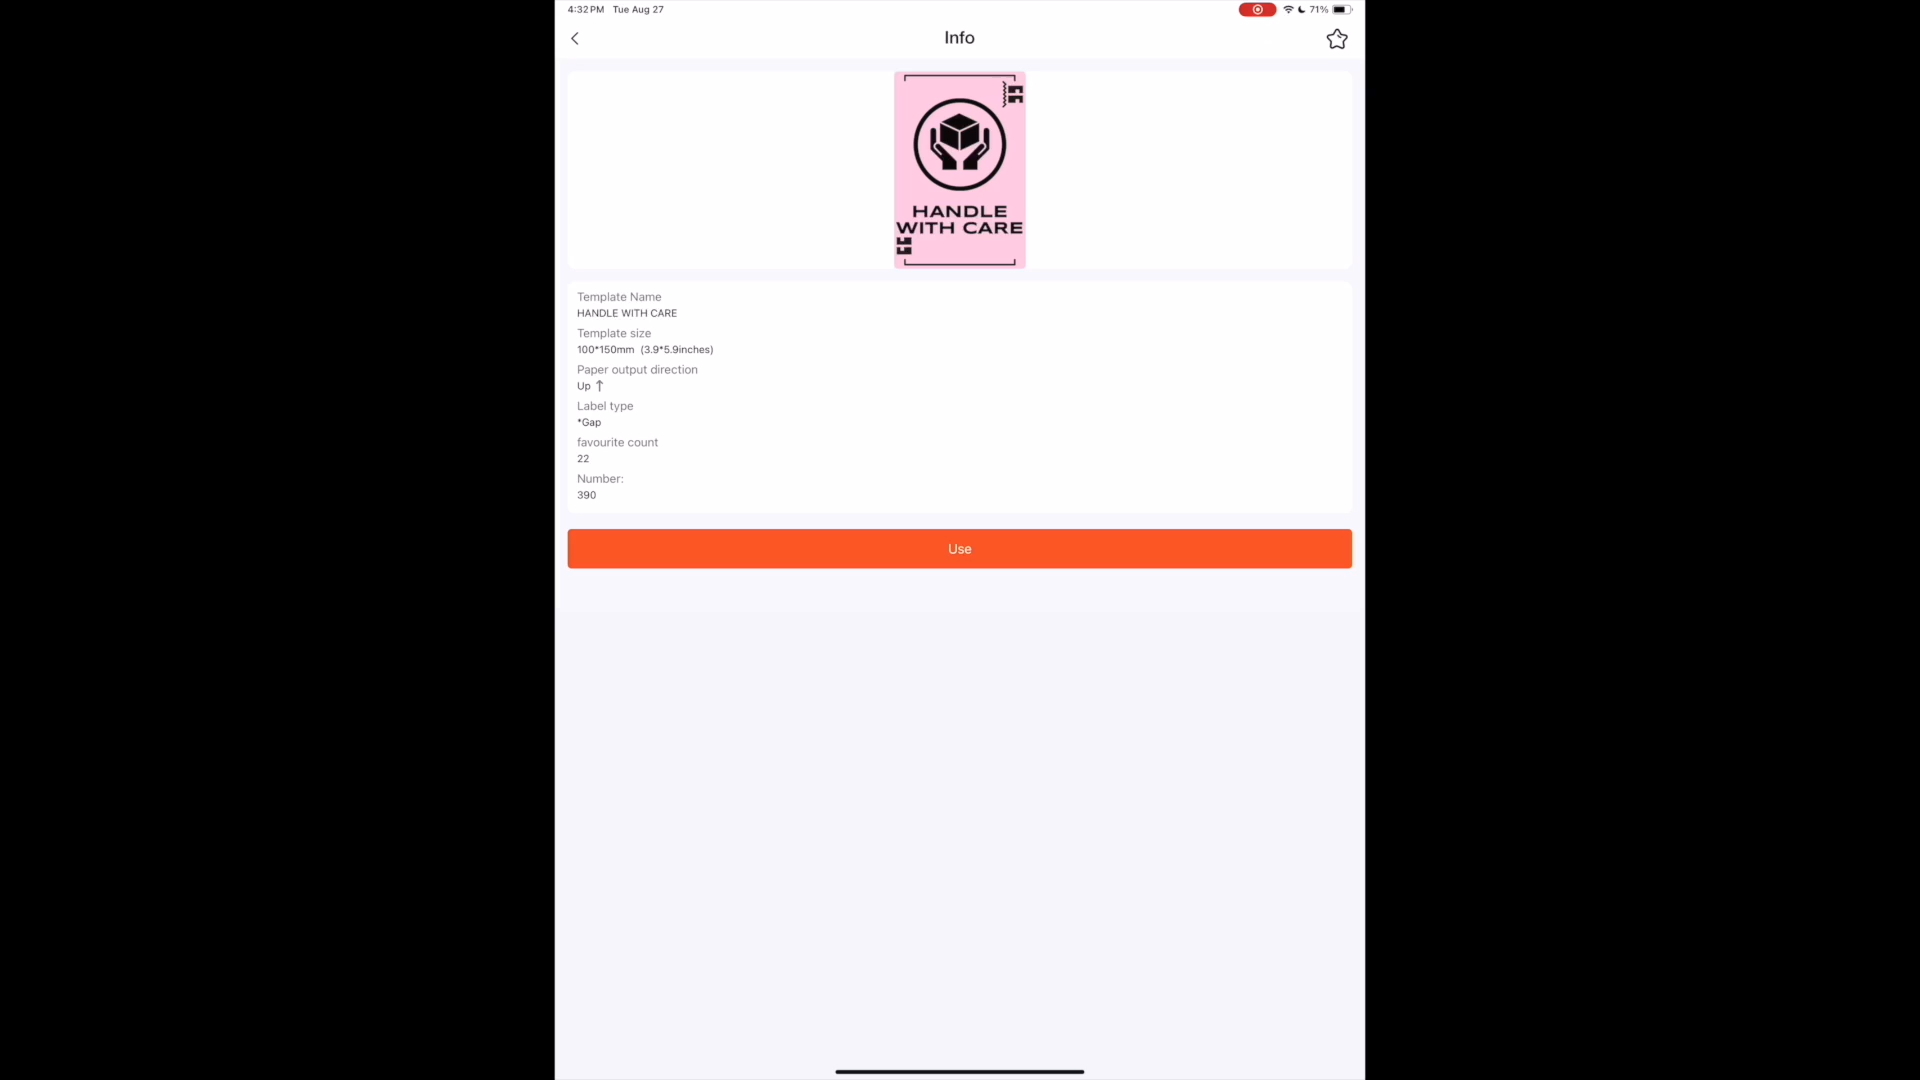 4:32 PM Tue Aug 27
71%
Info
HANDLE
WITH CARE
Template Name
HANDLE WITH CARE
Template size
100*150mm (3.9*5.9inches)
Paper output direction
Up ↑
Label type
*Gap
favourite count
22
Number:
390
Use